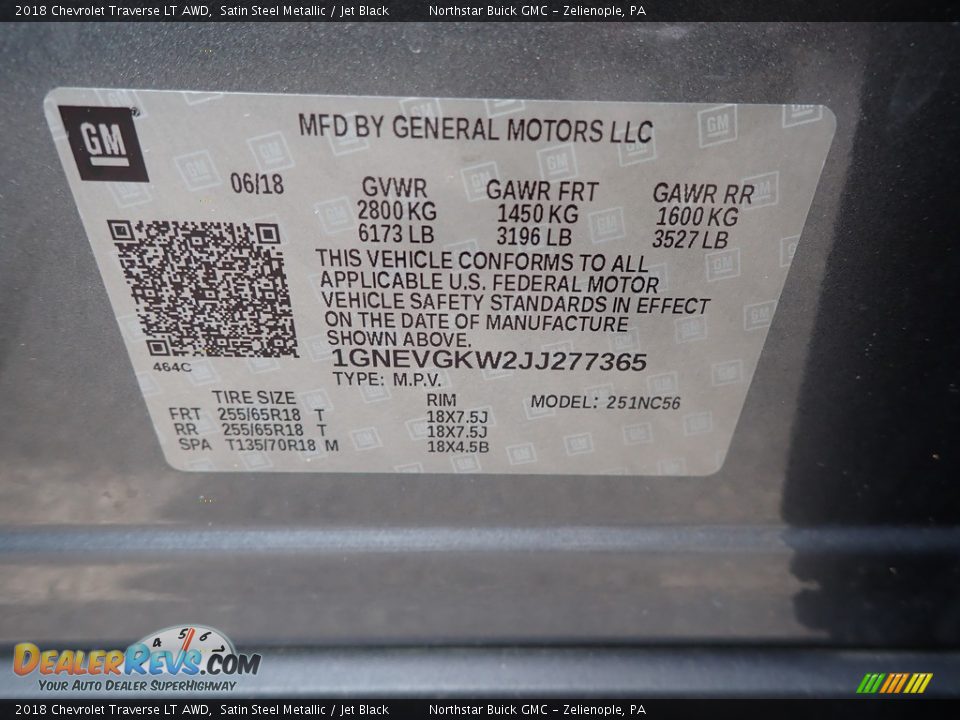 2018 Chevrolet Traverse LT AWD, Satin Steel Metallic / Jet Black Northstar Buick GMC – Zelienople, PA
GM
MFD BY GENERAL MOTORS LLC
06/18
GVWR GAWR FRT GAWR RR
2800 KG 1450 KG 1600 KG
6173 LB 3196 LB 3527 LB
THIS VEHICLE CONFORMS TO ALL
APPLICABLE U.S. FEDERAL MOTOR
VEHICLE SAFETY STANDARDS IN EFFECT
ON THE DATE OF MANUFACTURE
SHOWN ABOVE.
464C
1GNEVGKW2JJ277365
TYPE: M.P.V.
TIRE SIZE RIM MODEL: 251NC56
FRT 255/65R18 T 18X7.5J
RR 255/65R18 T 18X7.5J
SPA T135/70R18 M 18X4.5B
4 5 6 7
DEALERREVS.COM
YOUR AUTO DEALER SUPERHIGHWAY
2018 Chevrolet Traverse LT AWD, Satin Steel Metallic / Jet Black Northstar Buick GMC – Zelienople, PA